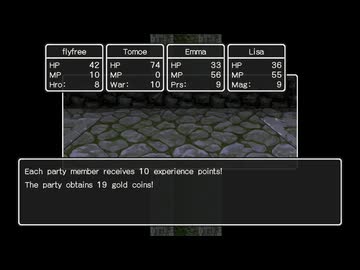 flyfree Tomoe Emma Lisa
HP 42 HP 74 HP 33 HP 36
MP 10 MP 0 MP 56 MP 55
Hro: 8 War: 10 Prs: 9 Mag: 9
Each party member receives 10 experience points!
The party obtains 19 gold coins!